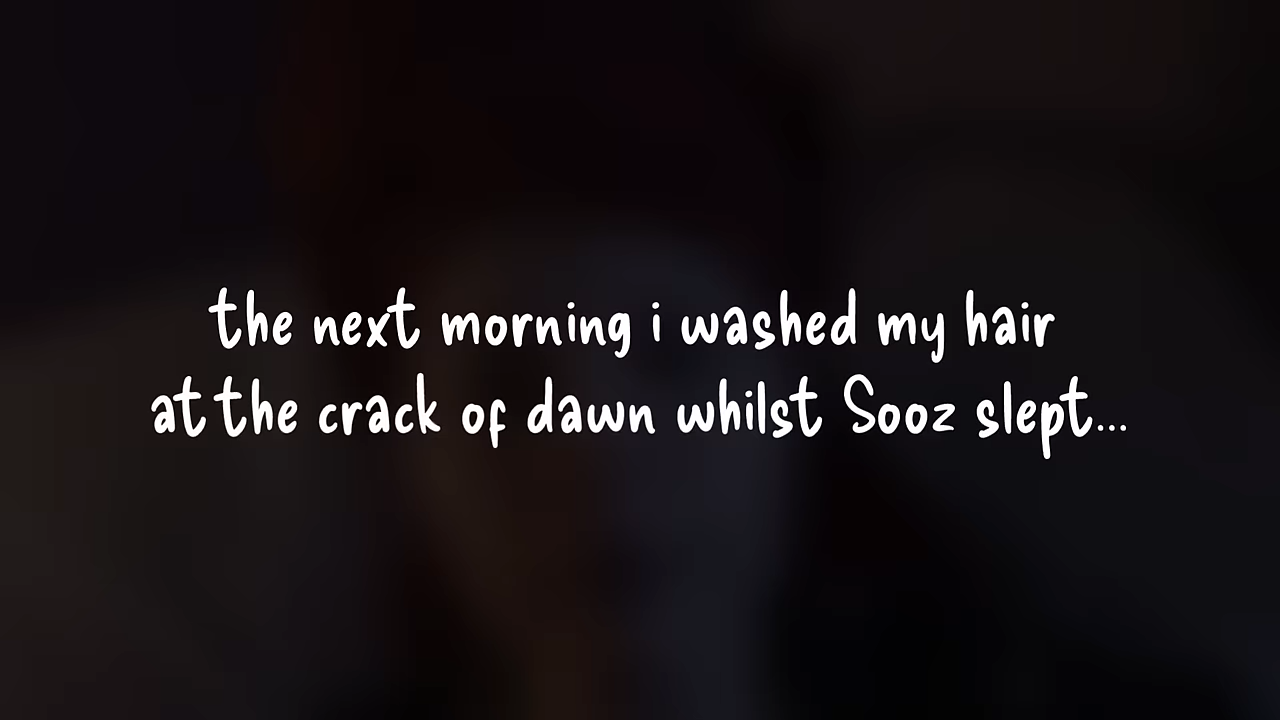 the next morning i washed my hair
at the crack of dawn whilst Sooz slept...